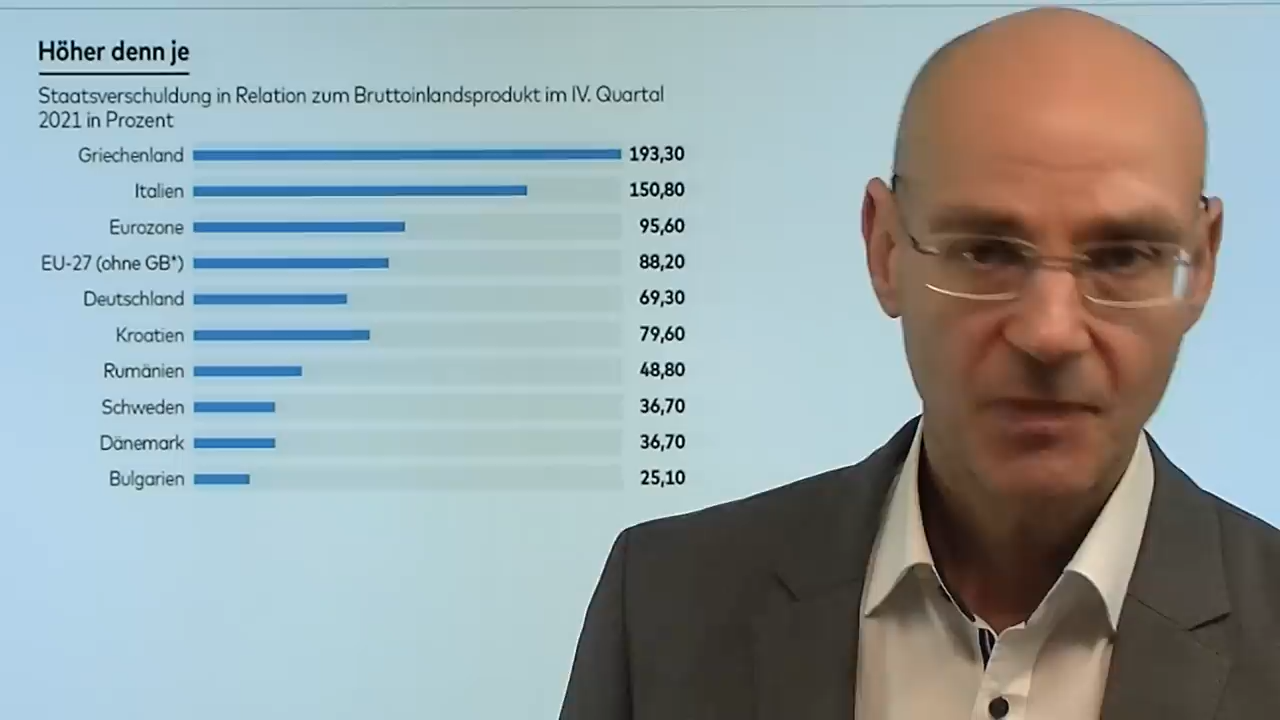 Höher denn je
Staatsverschuldung in Relation zum Bruttoinlandsprodukt im IV. Quartal
2021 in Prozent
Griechenland 193,30
Italien 150,80
Eurozone 95,60
EU-27 (ohne GB*) 88,20
Deutschland 69,30
Kroatien 79,60
Rumänien 48,80
Schweden 36,70
Dänemark 36,70
Bulgarien 25,10